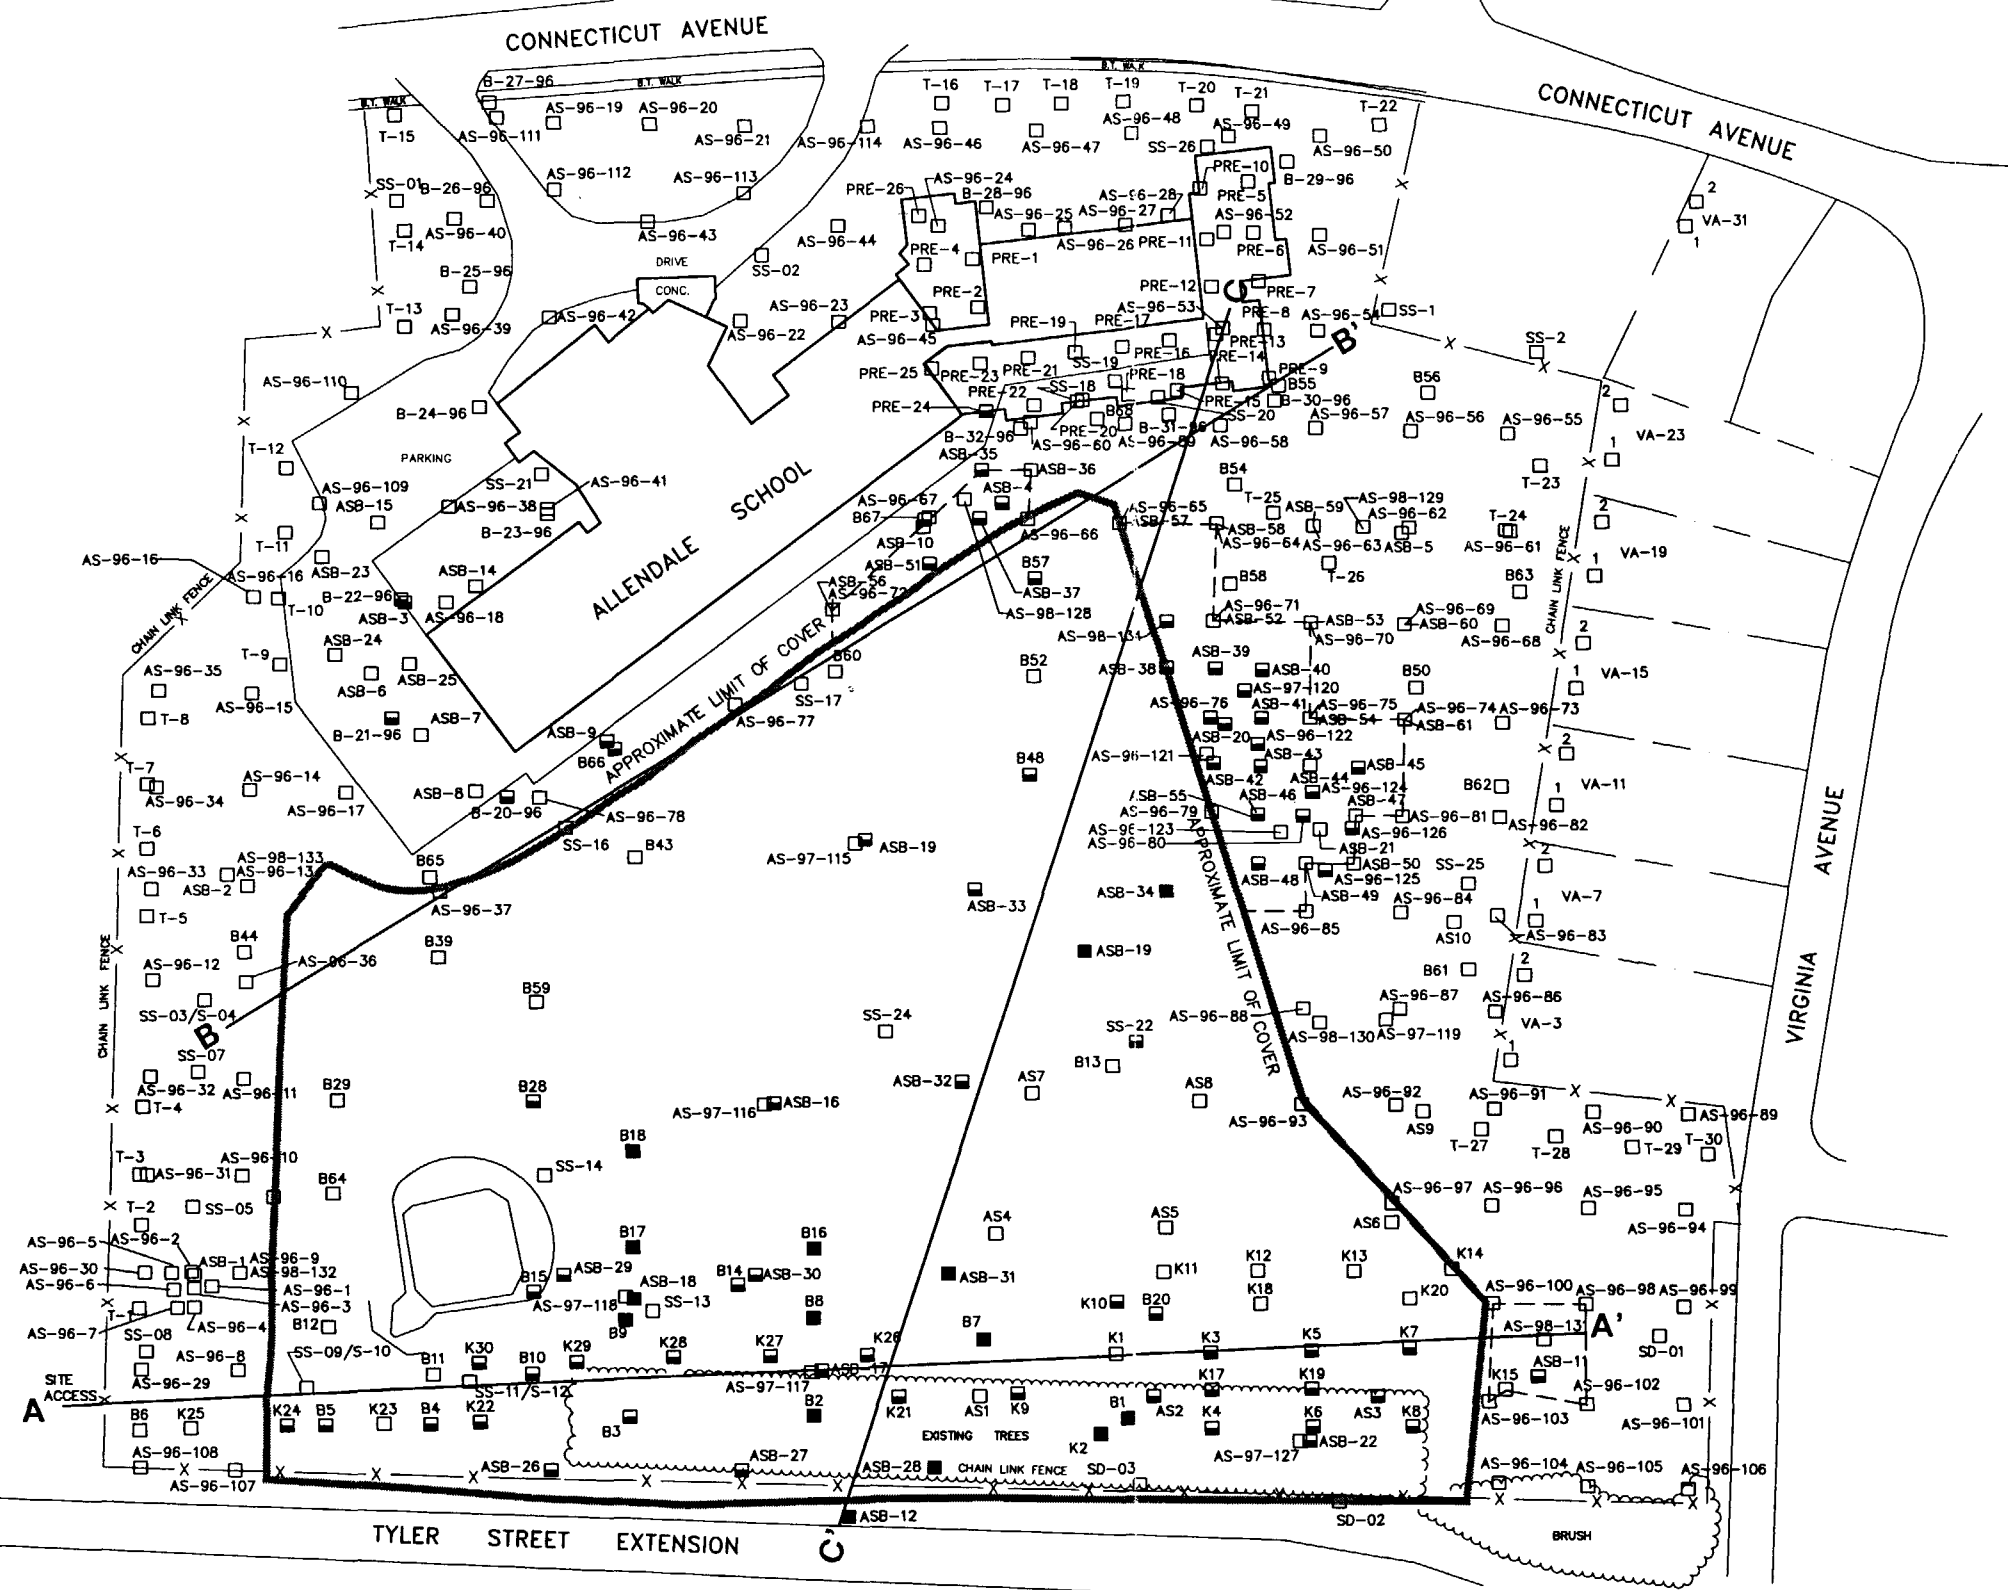 CONNECTICUT AVENUE
CONNECTICUT AVENUE
B.T. WALK
B.T. WALK
B.T. WALK
B-27-96
T-15
AS-96-111
AS-96-19
AS-96-20
AS-96-21
AS-96-114
T-16
T-17
T-18
T-19
T-20
T-21
T-22
AS-96-46
AS-96-47
AS-96-48
AS-96-49
AS-96-50
SS-26
SS-01
B-26-96
AS-96-112
AS-96-113
PRE-26
AS-96-24
B-28-96
AS-96-28
PRE-10
B-29-96
T-14
AS-96-40
AS-96-43
AS-96-44
AS-96-25
AS-96-27
PRE-5
AS-96-52
AS-96-26
PRE-11
PRE-6
AS-96-51
2
VA-31
1
B-25-96
DRIVE
SS-02
PRE-4
PRE-1
CONC.
PRE-2
PRE-12
PRE-7
C
T-13
AS-96-39
AS-96-42
AS-96-22
AS-96-23
PRE-3
AS-96-45
PRE-19
PRE-17
AS-96-53
PRE-8
AS-96-54
SS-1
PRE-16
PRE-13
B'
SS-2
PRE-25
PRE-23
PRE-21
SS-19
PRE-14
PRE-9
AS-96-110
B-24-96
PRE-24
PRE-22
SS-18
PRE-18
PRE-15
SS-20
B55
B-30-96
B56
B68
PRE-20
B-32-96
AS-96-60
B-31-96
AS-96-58
AS-96-57
AS-96-56
AS-96-55
2
1
VA-23
T-12
PARKING
ALLENDALE SCHOOL
ASB-35
ASB-36
B54
T-23
AS-96-109
ASB-15
SS-21
AS-96-38
AS-96-41
B-23-96
AS-96-67
B67
ASB-4
AS-96-66
AS-96-65
ASB-57
T-25
ASB-59
AS-98-129
AS-96-62
T-24
ASB-58
AS-96-64
AS-96-63
ASB-5
AS-96-61
2
VA-19
1
AS-96-16
T-11
ASB-10
ASB-51
B57
T-26
AS-96-16
ASB-23
T-10
ASB-14
B-22-96
ASB-3
AS-96-18
ASB-56
AS-96-72
ASB-37
AS-98-128
B58
B63
CHAIN LINK FENCE
CHAIN LINK FENCE
CHAIN LINK FENCE
AS-98-131
AS-96-71
ASB-52
ASB-53
AS-96-70
AS-96-69
ASB-60
AS-96-68
2
VA-15
1
ASB-24
T-9
ASB-6
ASB-25
AS-96-35
T-8
AS-96-15
ASB-7
B-21-96
B60
SS-17
AS-96-77
B52
ASB-38
ASB-39
ASB-40
AS-97-120
B50
AS-96-76
ASB-41
AS-96-75
ASB-54
AS-96-74
ASB-61
AS-96-73
APPROXIMATE LIMIT OF COVER
ASB-9
B66
ASB-20
AS-96-122
AS-96-121
ASB-43
ASB-42
ASB-44
ASB-45
AS-96-124
2
VA-11
1
T-7
AS-96-34
AS-96-14
AS-96-17
ASB-8
B-20-96
AS-96-78
B48
ASB-46
ASB-47
B62
AS-96-79
AS-96-80
AS-96-81
AS-96-82
AS-96-126
ASB-21
T-6
AS-98-133
SS-16
B43
AS-97-115
ASB-19
ASB-50
SS-25
AS-96-33
ASB-2
B65
AS-96-37
ASB-33
ASB-34
ASB-48
AS-96-125
ASB-49
AS-96-84
AS-96-85
AS10
AS-96-83
2
VA-7
1
T-5
B44
B39
AS-96-36
AS-96-12
ASB-19
B61
APPROXIMATE LIMIT OF COVER
SS-03/S-04
B
B59
SS-24
SS-22
AS-96-88
AS-98-130
AS-96-87
AS-97-119
AS-96-86
2
VA-3
1
VIRGINIA AVENUE
SS-07
AS-96-32
B13
T-4
B29
B28
AS-97-116
ASB-16
ASB-32
AS7
AS8
AS-96-93
AS-96-92
AS9
AS-96-91
T-27
AS-96-90
T-28
T-29
T-30
AS-96-89
B18
T-3
AS-96-31
B64
SS-14
SS-05
T-2
AS-96-97
AS-96-96
AS-96-95
AS6
AS-96-94
AS-96-5
AS-96-2
AS-96-30
AS-96-6
ASB-1
AS-96-9
AS-98-132
AS-96-1
AS-96-3
B17
B16
AS4
AS5
K14
B15
ASB-29
ASB-18
B14
ASB-30
ASB-31
K11
K12
K13
K18
K20
AS-96-100
AS-96-98
AS-96-99
T-1
AS-96-7
AS-96-4
B12
AS-97-118
SS-13
B9
B8
B7
K10
B20
A'
SS-08
AS-96-8
AS-96-29
SS-09/S-10
B11
K30
B10
K29
K28
K27
K26
K1
K3
K5
K7
SD-01
SITE
ACCESS
A
SS-11/S-12
AS-97-117
ASB-17
K15
ASB-11
AS-96-102
B6
K25
K24
B5
K23
B4
K22
B3
B2
K21
AS1
K9
B1
AS2
K17
K4
K19
K6
AS3
K8
AS-96-103
AS-96-101
EXISTING TREES
K2
AS-97-127
ASB-22
AS-96-108
AS-96-107
ASB-26
ASB-27
ASB-28
CHAIN LINK FENCE
SD-03
AS-96-104
AS-96-105
AS-96-106
ASB-12
SD-02
BRUSH
C'
TYLER STREET EXTENSION